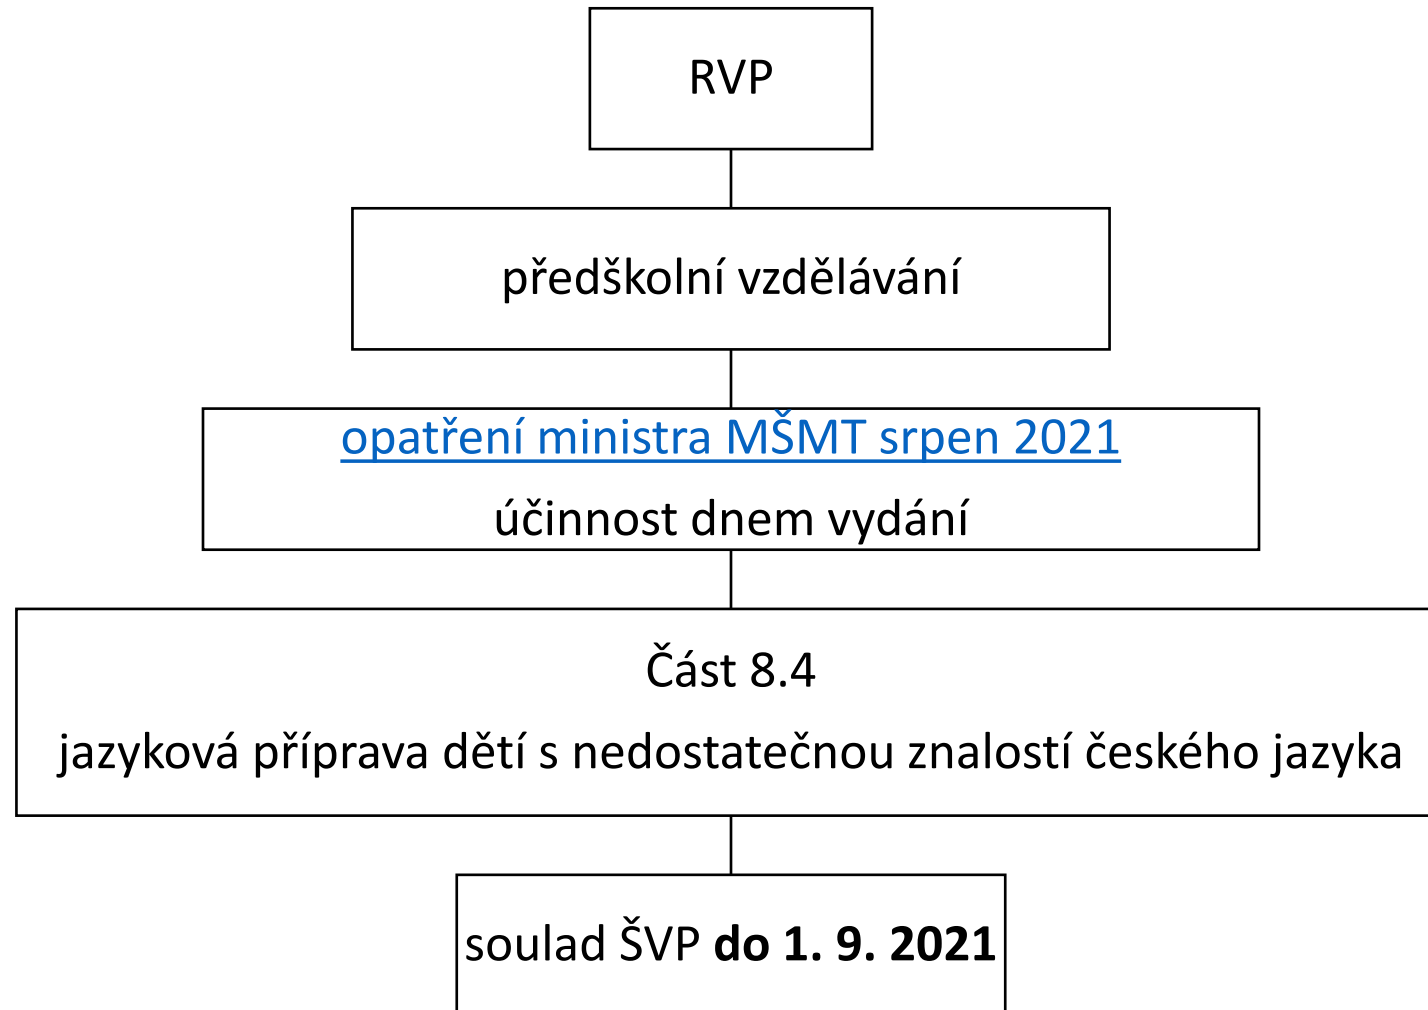 RVP
předškolní vzdělávání
opatření ministra MŠMT srpen 2021
účinnost dnem vydání
Část 8.4
jazyková příprava dětí s nedostatečnou znalostí českého jazyka
soulad ŠVP do 1. 9. 2021